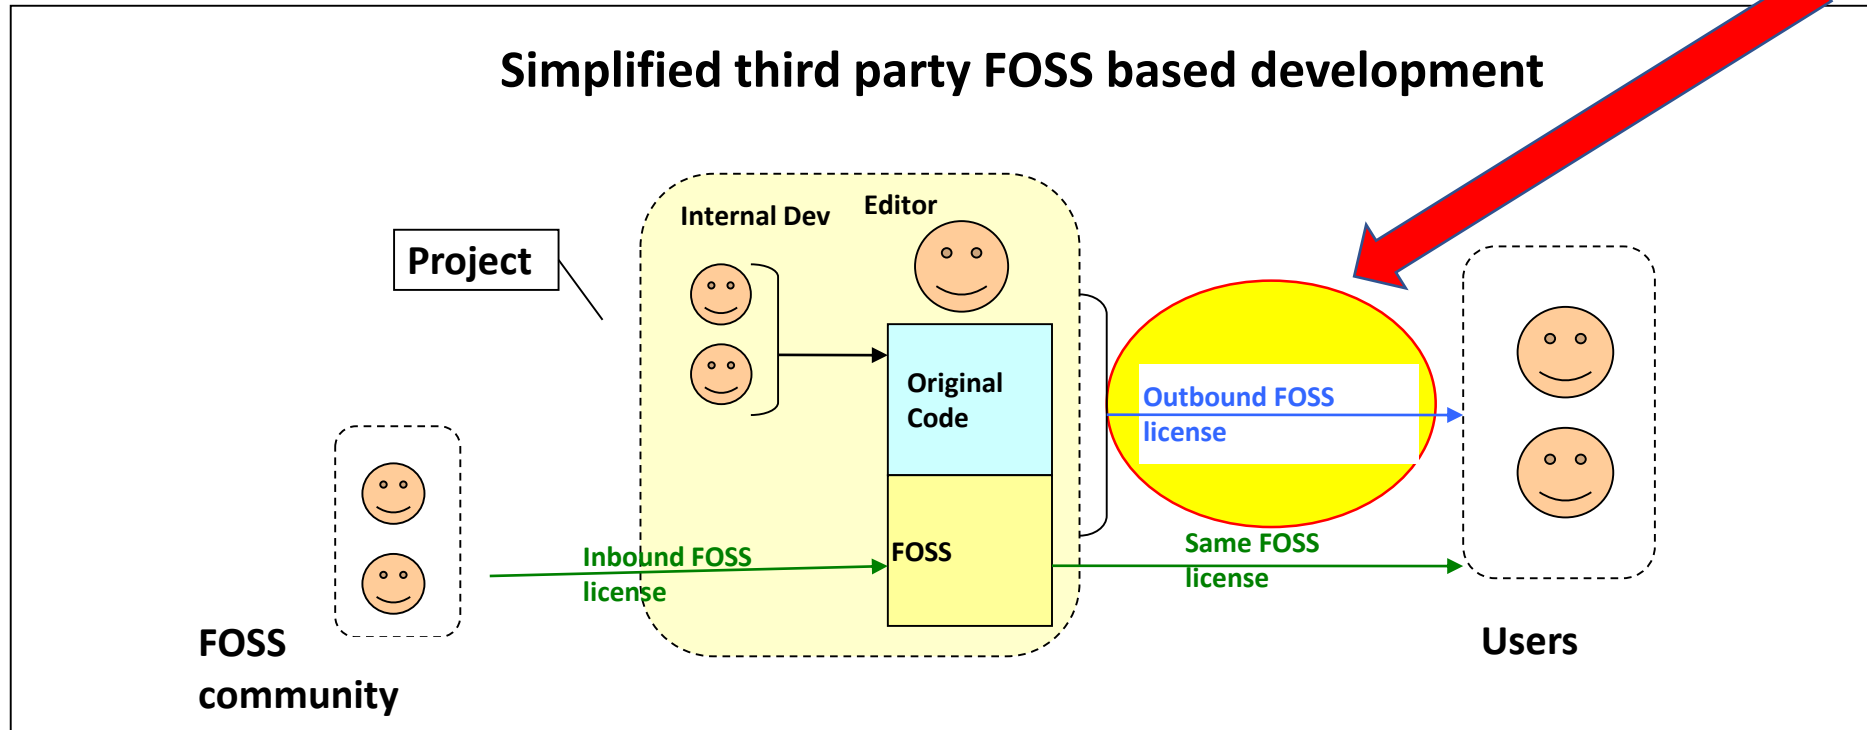 Simplified third party FOSS based development
Internal Dev
Editor
Project
Original
Code
Outbound FOSS
license
Inbound FOSS
license
FOSS
Same FOSS
license
FOSS
community
Users